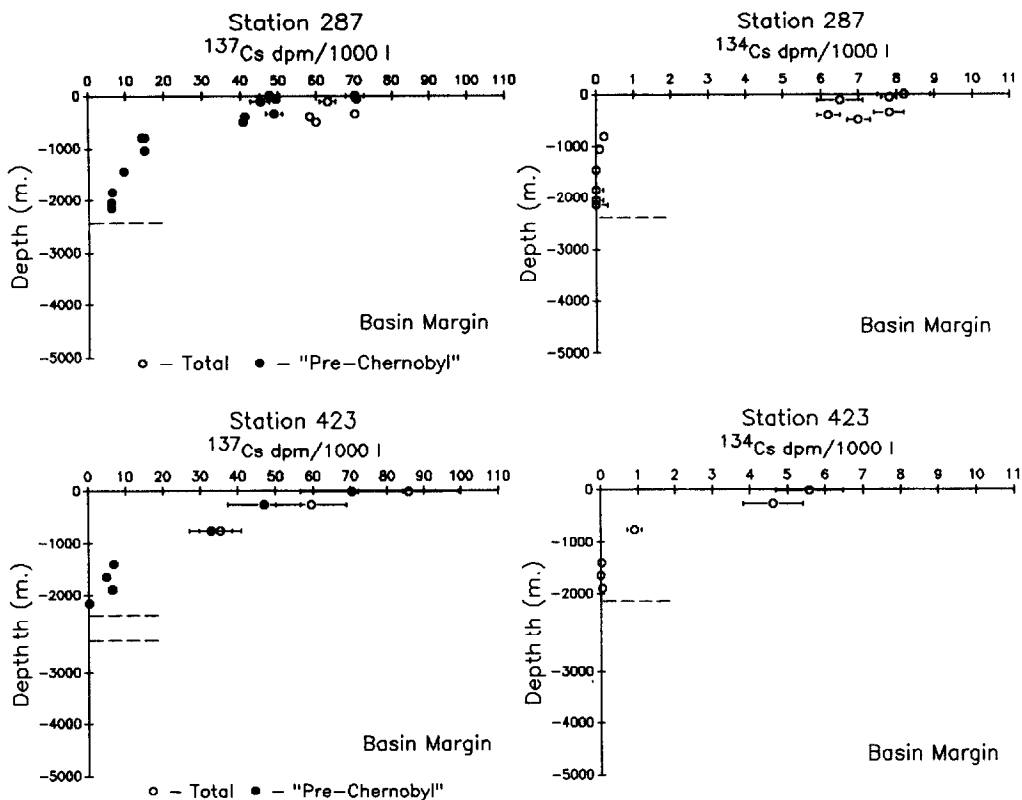 Station 287
¹³⁷Cs dpm/1000 l
0 10 20 30 40 50 60 70 80 90 100 110
0
-1000
-2000
-3000
-4000
-5000
Depth (m.)
Basin Margin
○ – Total ● – "Pre-Chernobyl"
Station 287
¹³⁴Cs dpm/1000 l
0 1 2 3 4 5 6 7 8 9 10 11
0
-1000
-2000
-3000
-4000
-5000
Depth (m.)
Basin Margin
Station 423
¹³⁷Cs dpm/1000 l
0 10 20 30 40 50 60 70 80 90 100 110
0
-1000
-2000
-3000
-4000
-5000
Depth th (m.)
Basin Margin
○ – Total ● – "Pre-Chernobyl"
Station 423
¹³⁴Cs dpm/1000 l
0 1 2 3 4 5 6 7 8 9 10 11
0
-1000
-2000
-3000
-4000
-5000
Depth th (m.)
Basin Margin